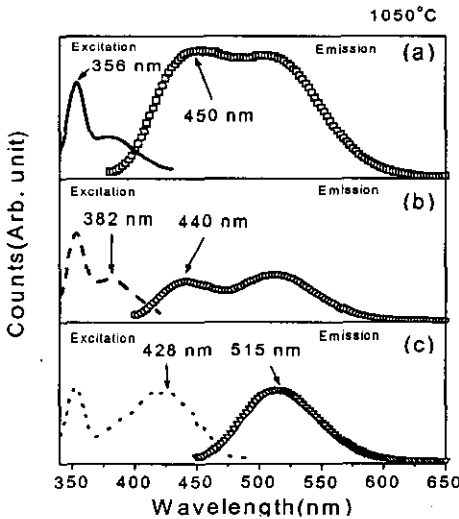 1050°C
Excitation
Emission
(a)
356 nm
450 nm
Excitation
Emission
(b)
382 nm
440 nm
Excitation
Emission
(c)
428 nm
515 nm
Counts(Arb. unit)
350 400 450 500 550 600 650
Wavelength(nm)